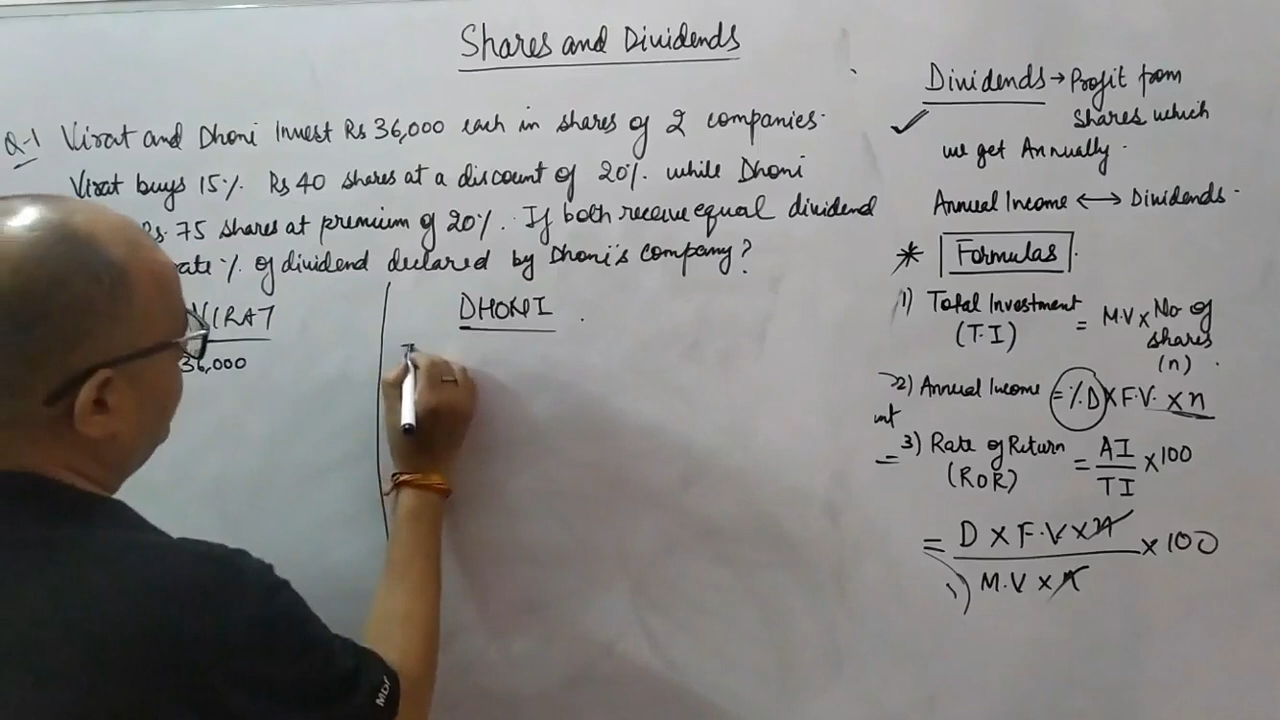 Shares and Dividends
Q-1 Virat and Dhoni Invest Rs 36,000 each in shares of 2 companies.
Virat buys 15% Rs 40 shares at a discount of 20% while Dhoni
Rs. 75 shares at premium of 20%. If both receive equal dividend
rate % of dividend declared by Dhoni's company?
VIRAT
36,000
DHONI
Dividends → Profit from
shares which
we get Annually.
Annual Income ↔ Dividends.
* Formulas
1) Total Investment = M.V × No of
(T.I) shares
(n).
2) Annual Income = % D × F.V. × n
3) Rate of Return = AI/TI × 100
(ROR)
= D × F.V × n / M.V × n × 100